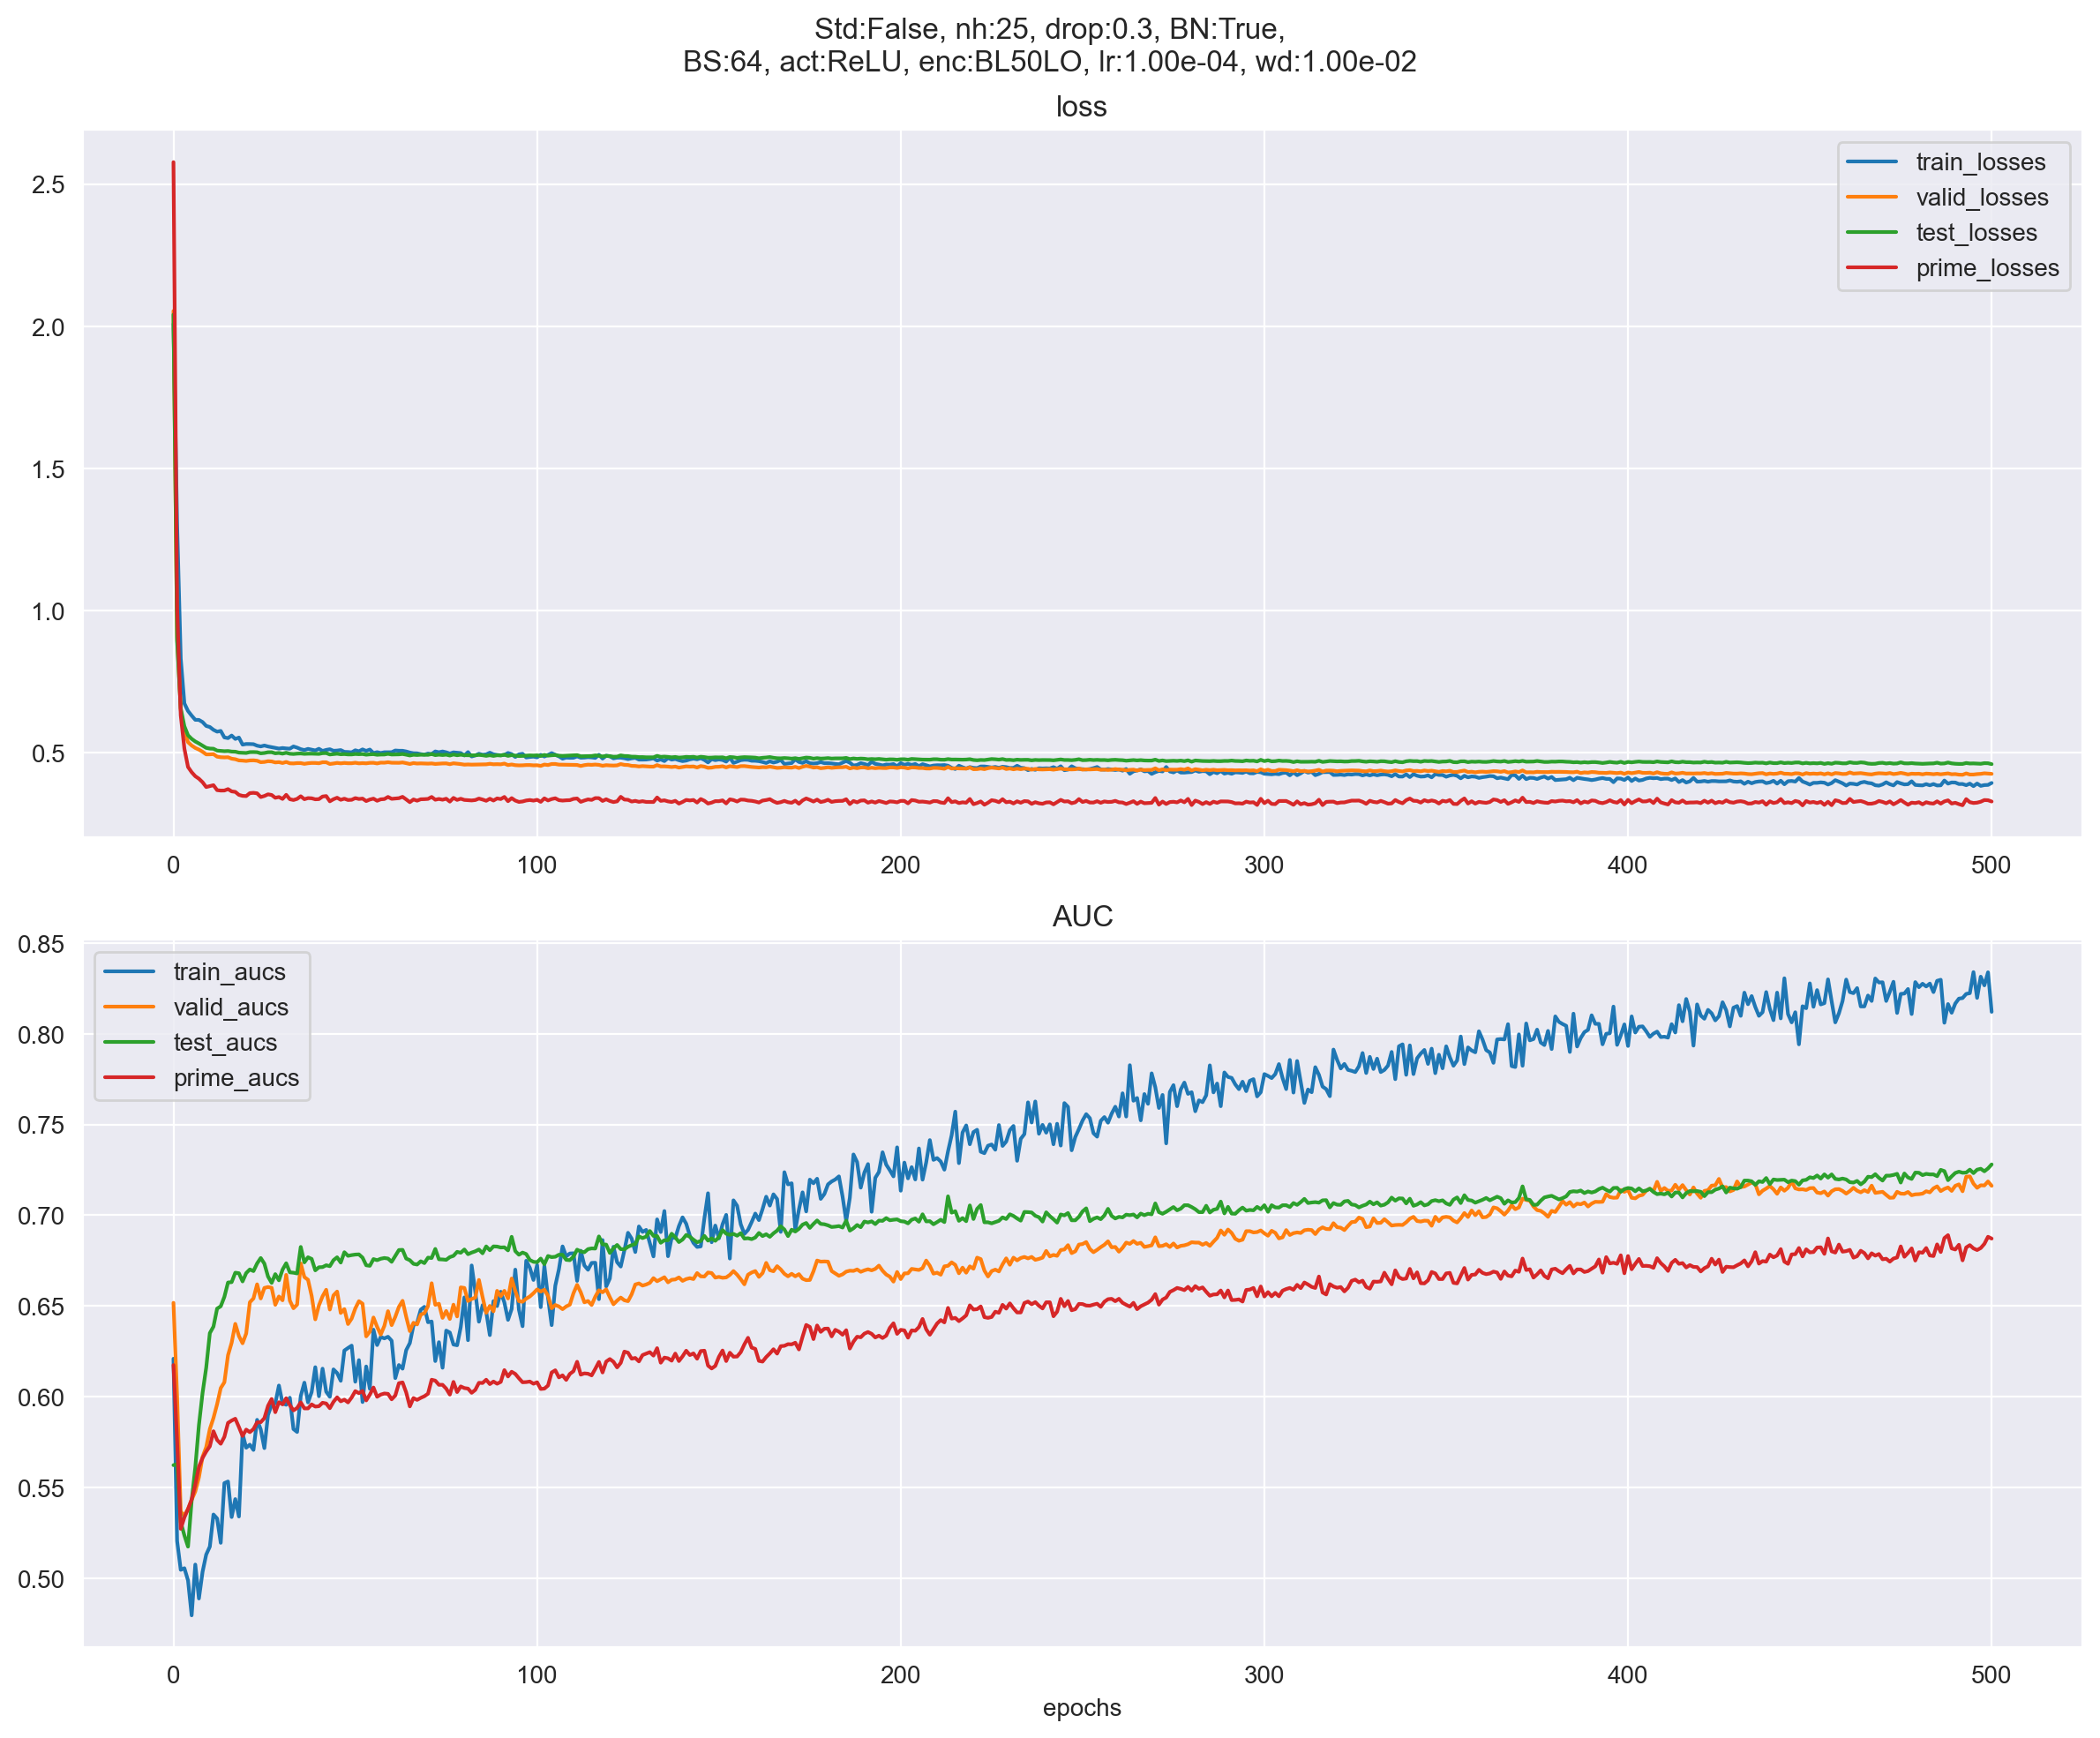 Std:False, nh:25, drop:0.3, BN:True,
BS:64, act:ReLU, enc:BL50LO, lr:1.00e-04, wd:1.00e-02
loss
2.5
2.0
1.5
1.0
0.5
train_losses
valid_losses
test_losses
prime_losses
0 100 200 300 400 500
AUC
0.85
0.80
0.75
0.70
0.65
0.60
0.55
0.50
train_aucs
valid_aucs
test_aucs
prime_aucs
0 100 200 300 400 500
epochs